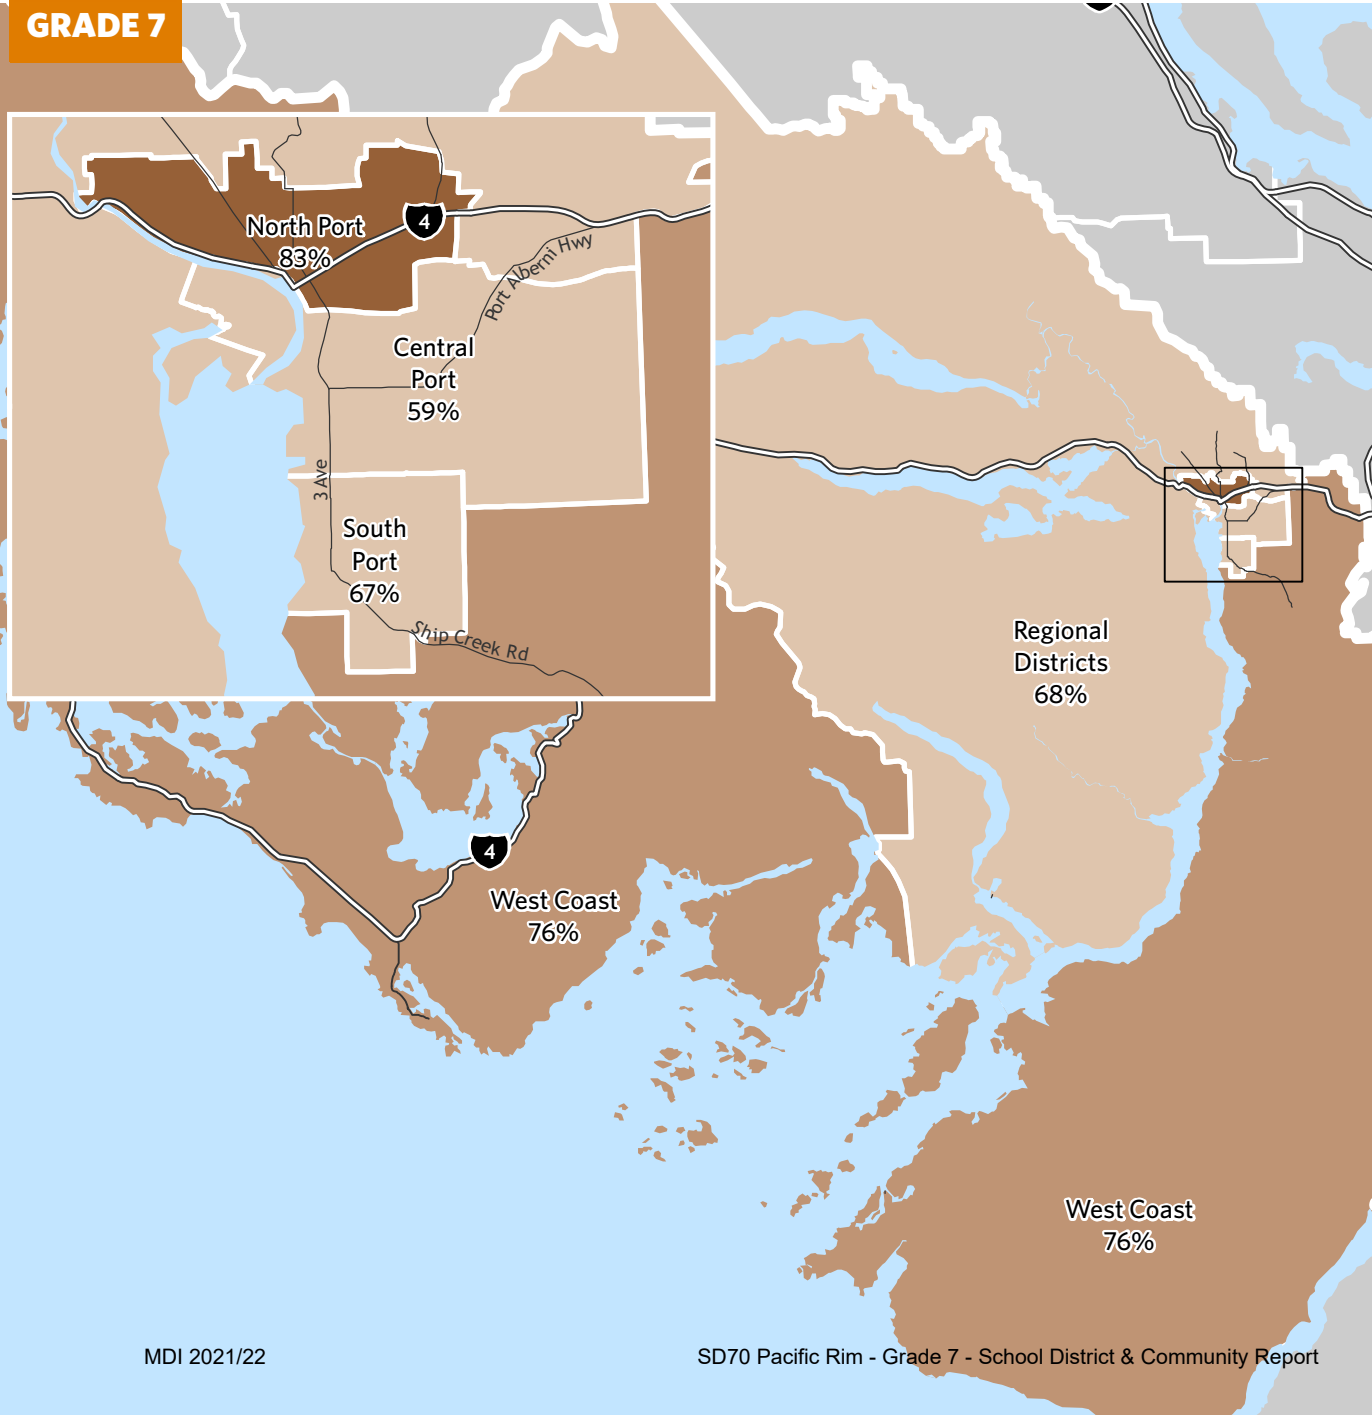 GRADE 7
North Port
83%
4
Port Alberni Hwy
Central
Port
59%
3 Ave
South
Port
67%
Ship Creek Rd
Regional
Districts
68%
4
West Coast
76%
West Coast
76%
MDI 2021/22
SD70 Pacific Rim - Grade 7 - School District & Community Report